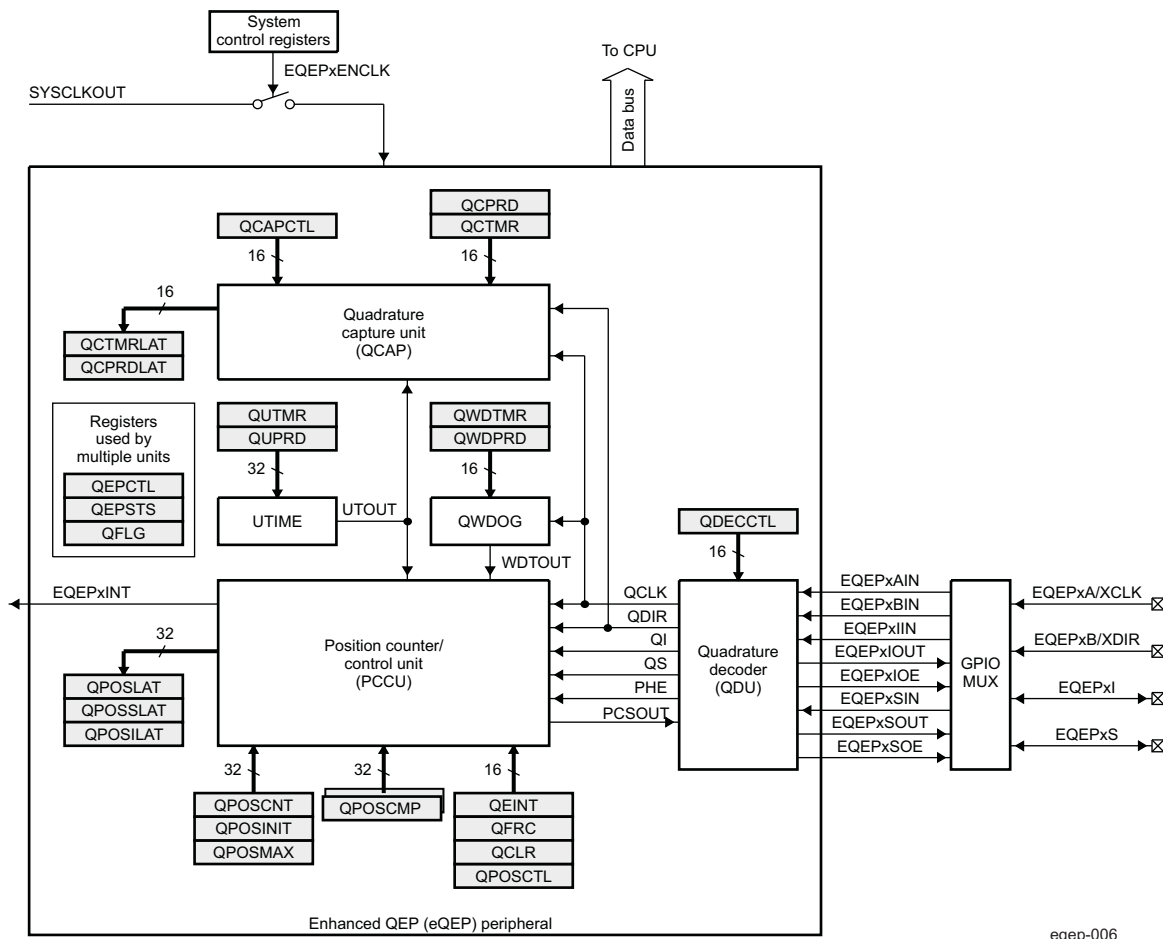 System
control registers
To CPU
EQEPxENCLK
SYSCLKOUT
Data bus
QCPRD
QCAPCTL
QCTMR
16
16
16
Quadrature
capture unit
(QCAP)
QCTMRLAT
QCPRDLAT
Registers
used by
multiple units
QEPCTL
QEPSTS
QFLG
QUTMR
QUPRD
32
UTIME
UTOUT
QWDTMR
QWDPRD
16
QWDOG
WDTOUT
QDECCTL
16
EQEPxINT
32
QPOSLAT
QPOSSLAT
QPOSILAT
Position counter/
control unit
(PCCU)
QCLK
QDIR
QI
QS
PHE
PCSOUT
Quadrature
decoder
(QDU)
EQEPxAIN
EQEPxBIN
EQEPxIIN
EQEPxIOUT
EQEPxIOE
EQEPxSIN
EQEPxSOUT
EQEPxSOE
GPIO
MUX
EQEPxA/XCLK
EQEPxB/XDIR
EQEPxI
EQEPxS
32
32
16
QPOSCNT
QPOSINIT
QPOSMAX
QPOSCMP
QEINT
QFRC
QCLR
QPOSCTL
Enhanced QEP (eQEP) peripheral
eqep-006